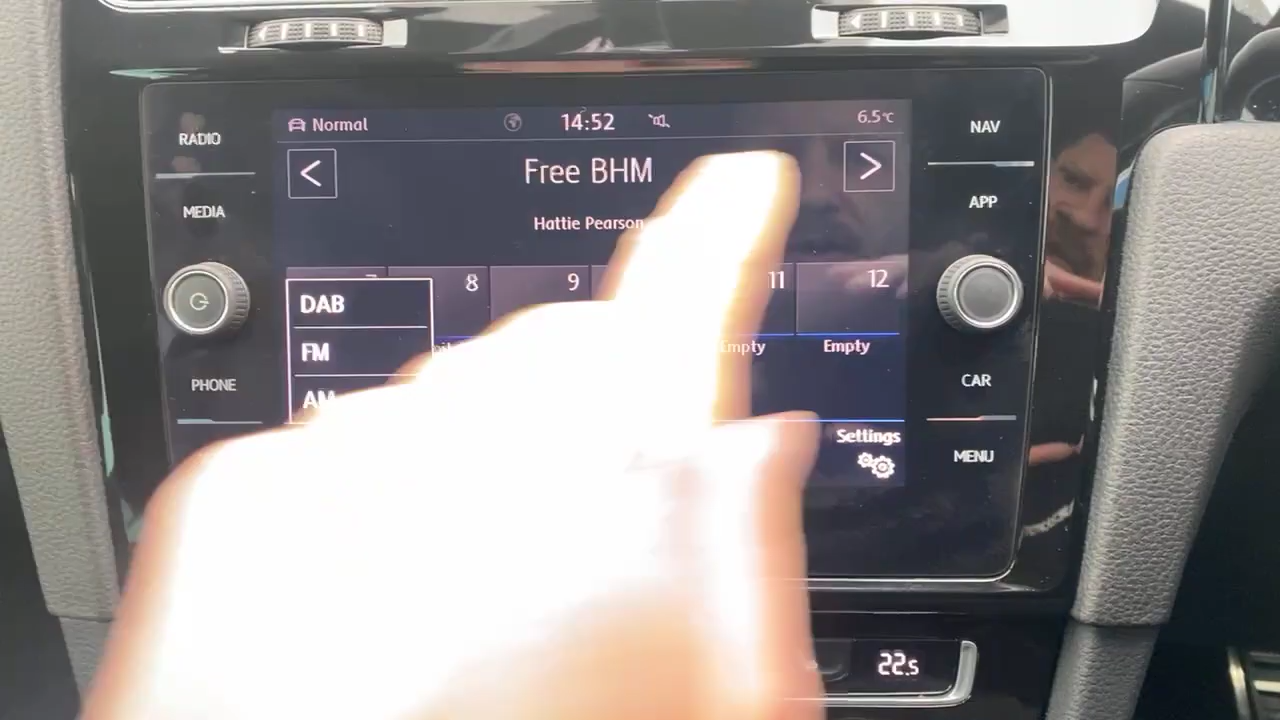 RADIO
MEDIA
PHONE
Normal
14:52
6.5°C
<
Free BHM
>
Hattie Pearson
8
9
11
12
DAB
FM
AM
Empty
Empty
Settings
NAV
APP
CAR
MENU
22.5